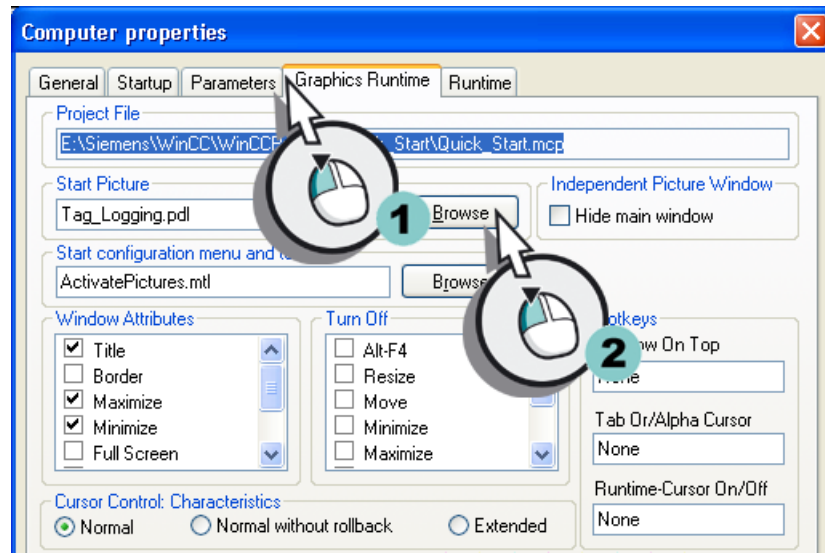 Computer properties
General Startup Parameters Graphics Runtime Runtime
Project File
E:\Siemens\WinCC\WinCC Start\Quick_Start.mcp
Start Picture
Independent Picture Window
Tag_Logging.pdl
1
Browse
Hide main window
Start configuration menu and
ActivatePictures.mtl
Browse
Window Attributes
Turn Off
Title
Border
Maximize
Minimize
Full Screen
Alt-F4
Resize
Move
Minimize
Maximize
2
On Top
None
Tab Or/Alpha Cursor
None
Runtime-Cursor On/Off
None
Cursor Control: Characteristics
Normal Normal without rollback Extended